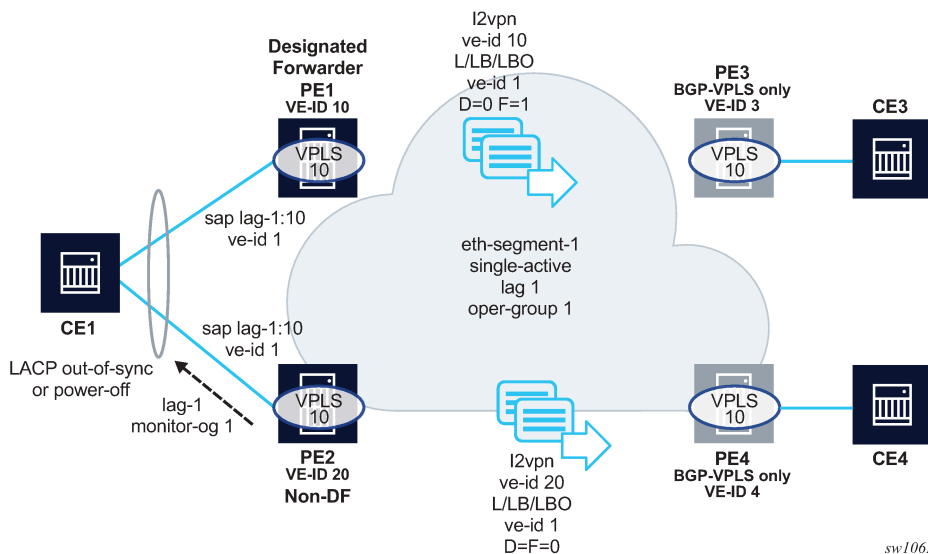 I2vpn
ve-id 10
L/LB/LBO
ve-id 1
D=0 F=1
Designated
Forwarder
PE1
VE-ID 10
VPLS
10
PE3
BGP-VPLS only
VE-ID 3
VPLS
10
CE3
sap lag-1:10
ve-id 1
eth-segment-1
single-active
lag 1
oper-group 1
CE1
sap lag-1:10
ve-id 1
LACP out-of-sync
or power-off
lag-1
monitor-og 1
VPLS
10
PE2
VE-ID 20
Non-DF
I2vpn
ve-id 20
L/LB/LBO
ve-id 1
D=F=0
VPLS
10
PE4
BGP-VPLS only
VE-ID 4
CE4